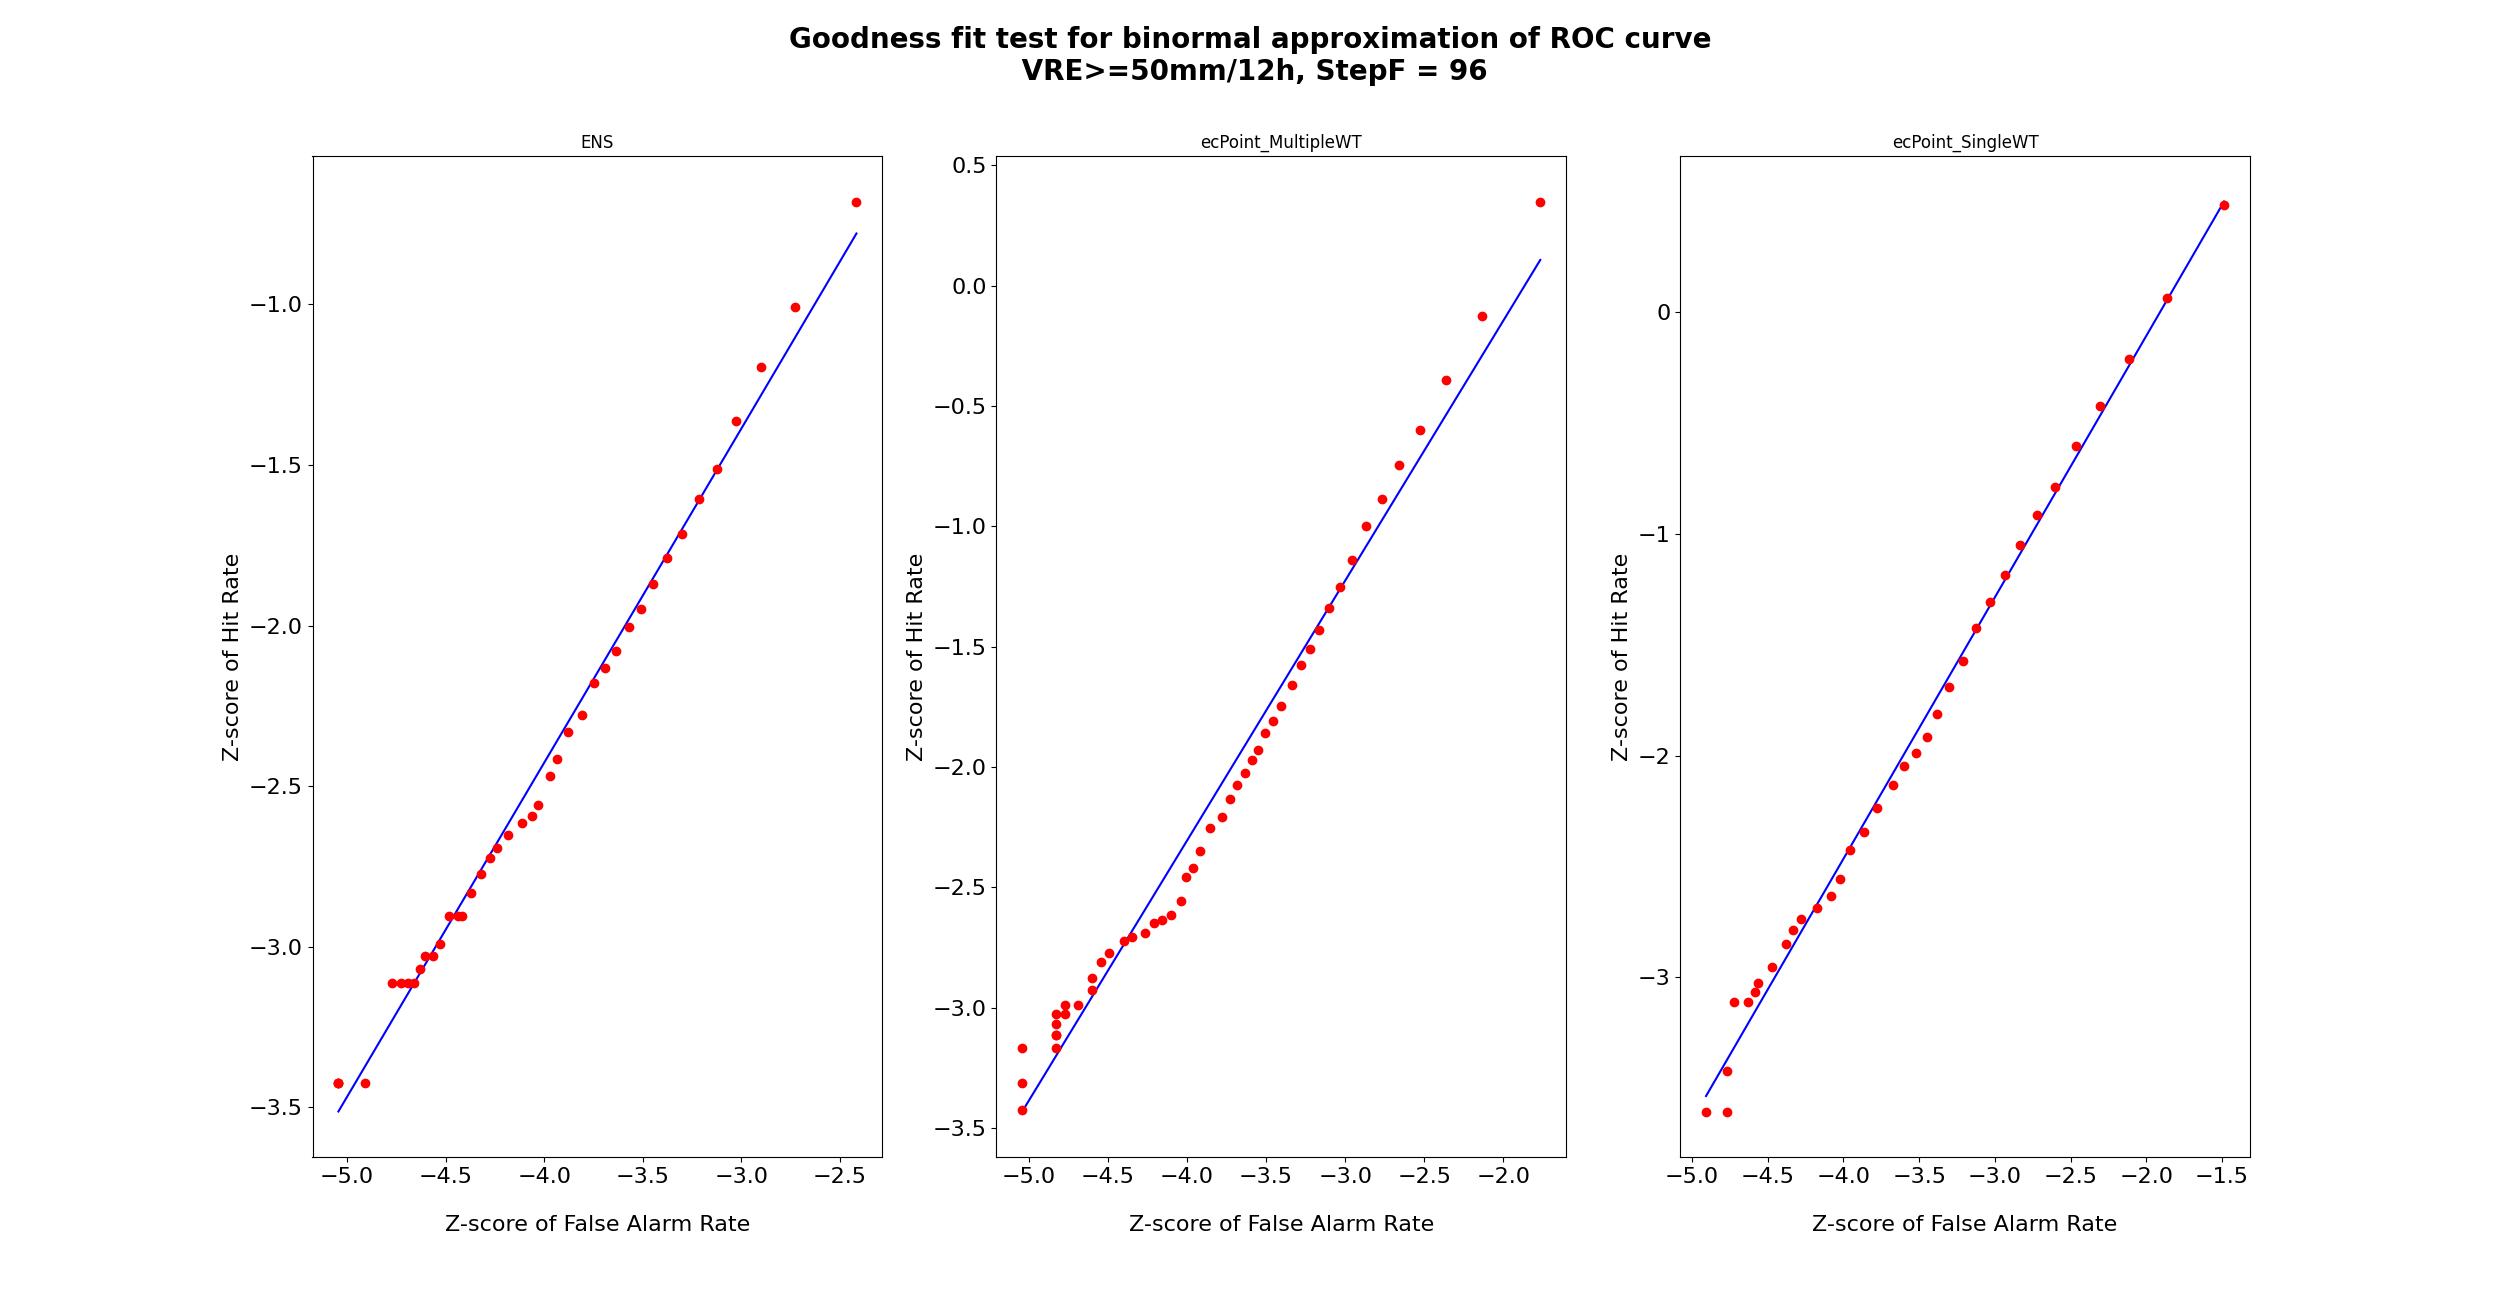 Goodness fit test for binormal approximation of ROC curve
VRE>=50mm/12h, StepF = 96
ENS
−1.0
−1.5
−2.0
−2.5
−3.0
−3.5
Z-score of Hit Rate
−5.0 −4.5 −4.0 −3.5 −3.0 −2.5
Z-score of False Alarm Rate
ecPoint_MultipleWT
0.5
0.0
−0.5
−1.0
−1.5
−2.0
−2.5
−3.0
−3.5
Z-score of Hit Rate
−5.0 −4.5 −4.0 −3.5 −3.0 −2.5 −2.0
Z-score of False Alarm Rate
ecPoint_SingleWT
0
−1
−2
−3
Z-score of Hit Rate
−5.0 −4.5 −4.0 −3.5 −3.0 −2.5 −2.0 −1.5
Z-score of False Alarm Rate